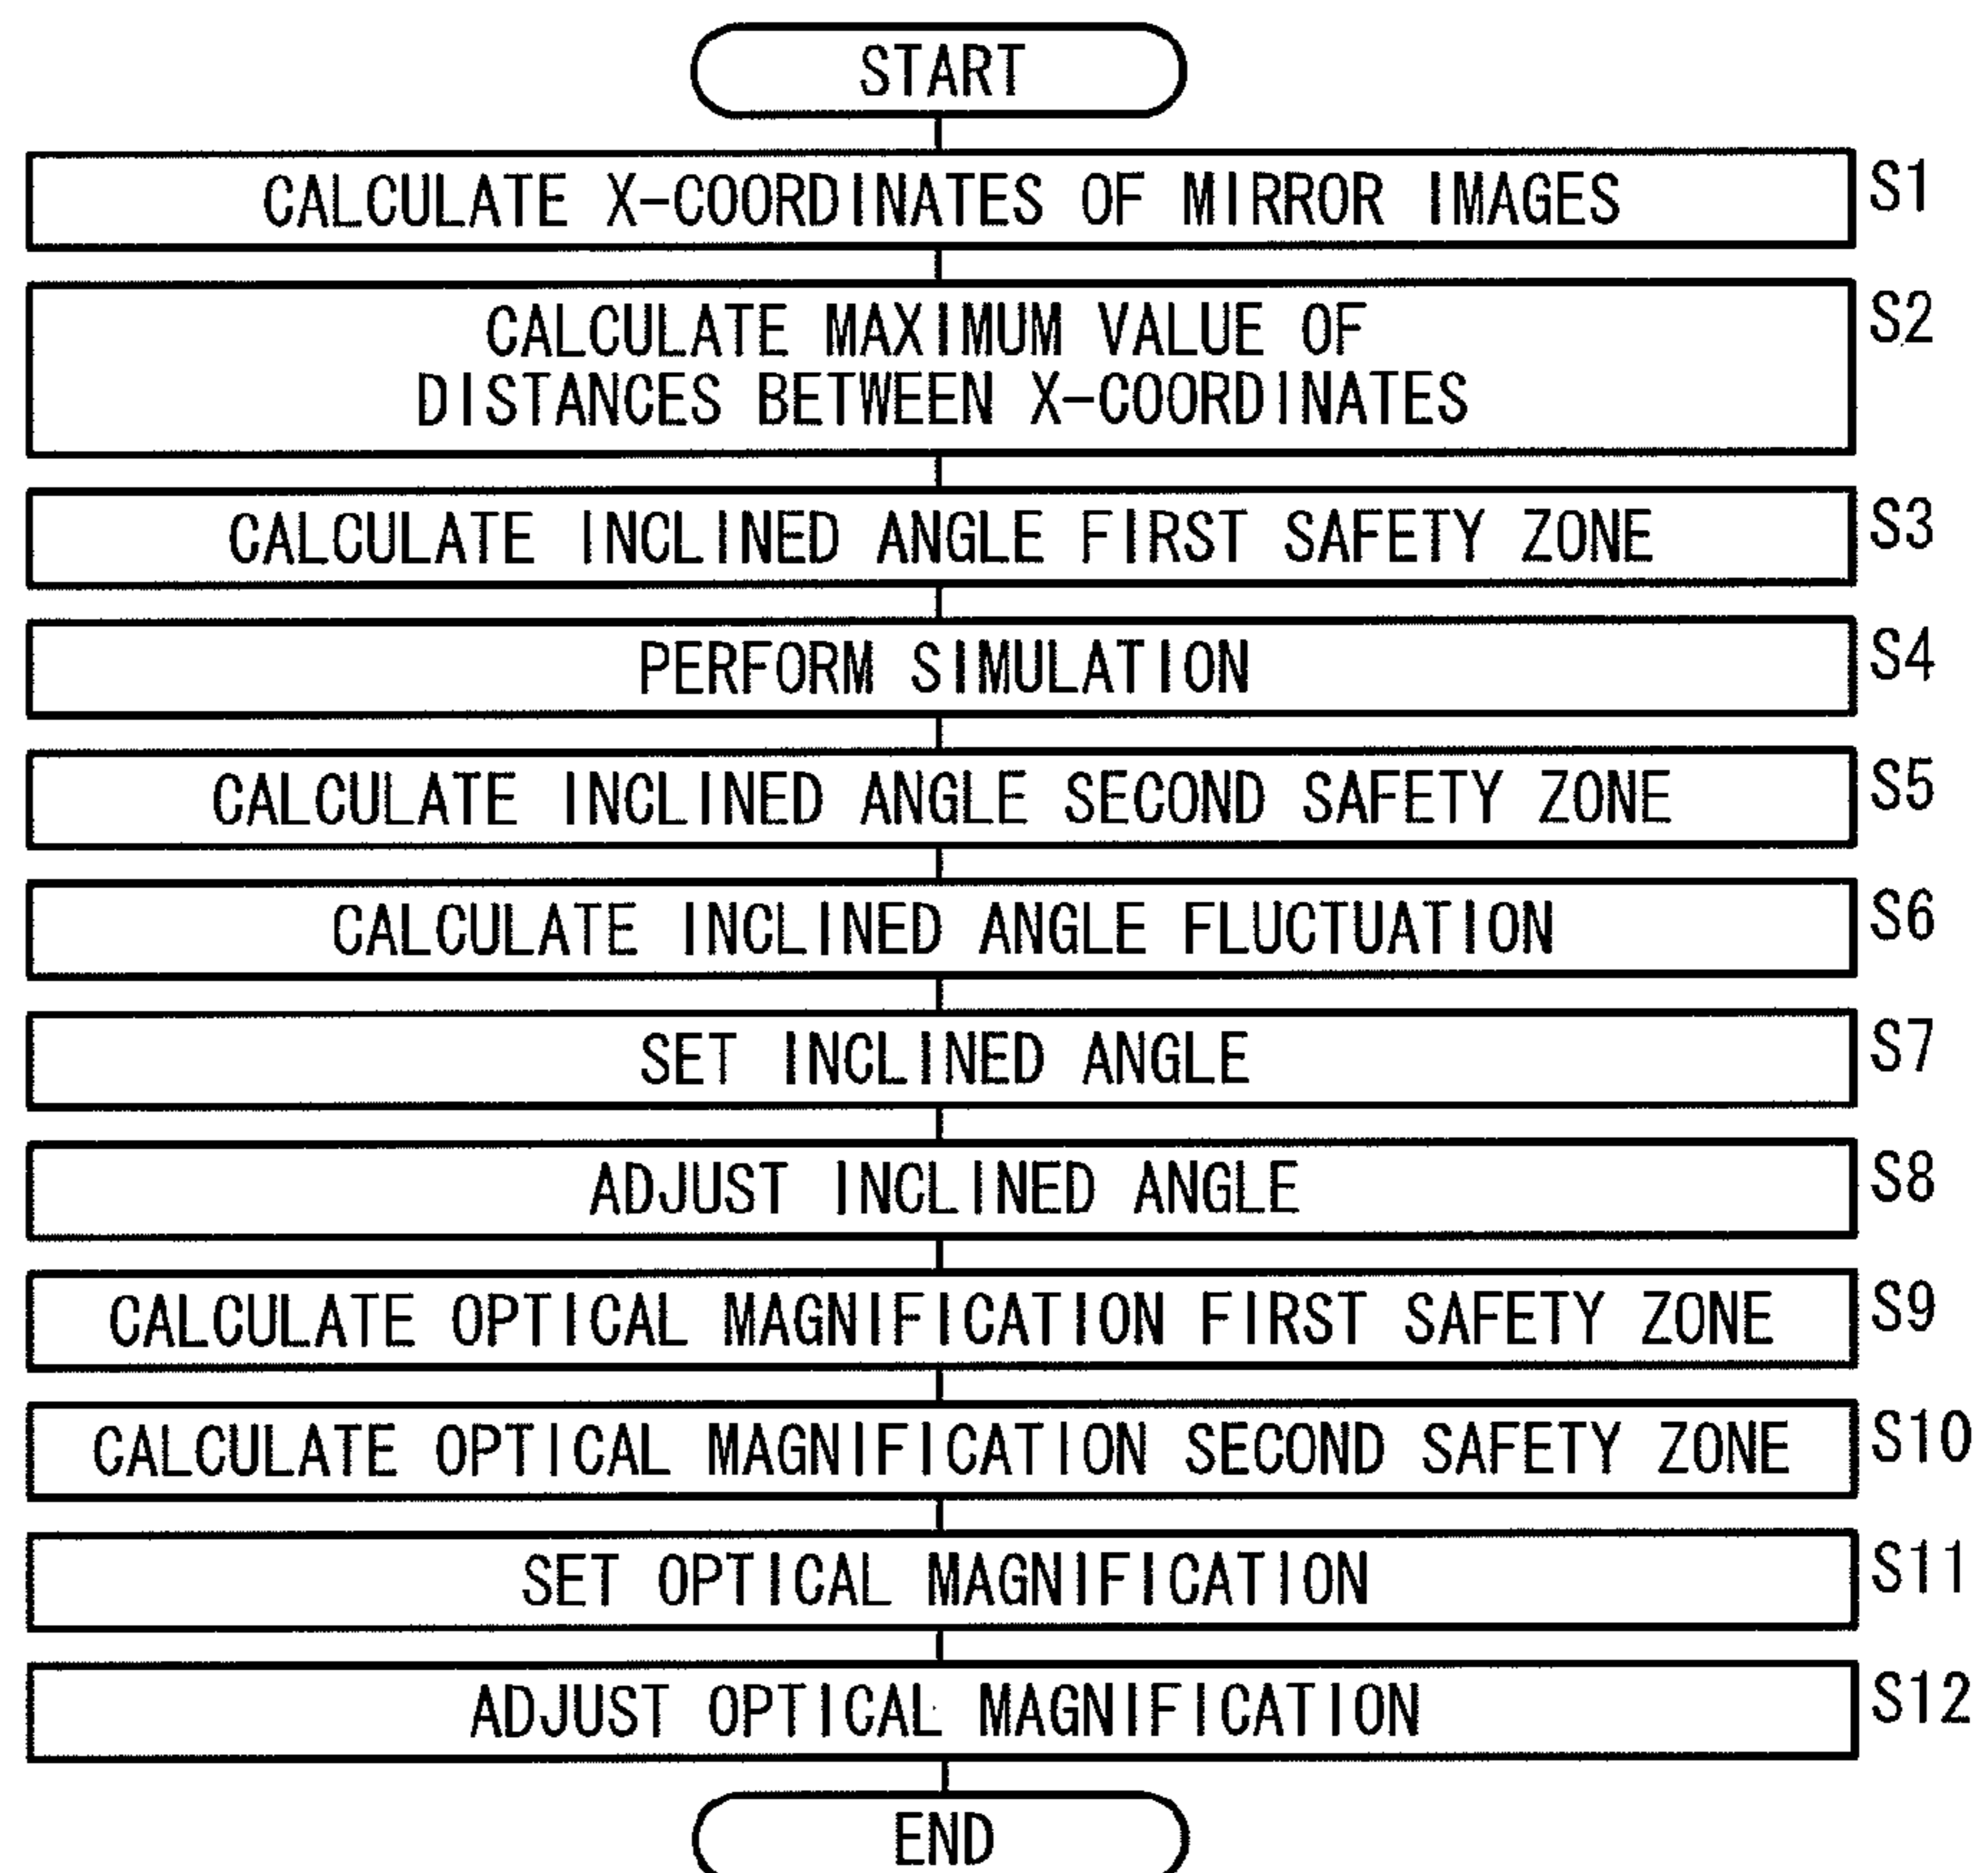 START
CALCULATE X-COORDINATES OF MIRROR IMAGES S1
CALCULATE MAXIMUM VALUE OF S2
DISTANCES BETWEEN X-COORDINATES
CALCULATE INCLINED ANGLE FIRST SAFETY ZONE S3
PERFORM SIMULATION S4
CALCULATE INCLINED ANGLE SECOND SAFETY ZONE S5
CALCULATE INCLINED ANGLE FLUCTUATION S6
SET INCLINED ANGLE S7
ADJUST INCLINED ANGLE S8
CALCULATE OPTICAL MAGNIFICATION FIRST SAFETY ZONE S9
CALCULATE OPTICAL MAGNIFICATION SECOND SAFETY ZONE S10
SET OPTICAL MAGNIFICATION S11
ADJUST OPTICAL MAGNIFICATION S12
END